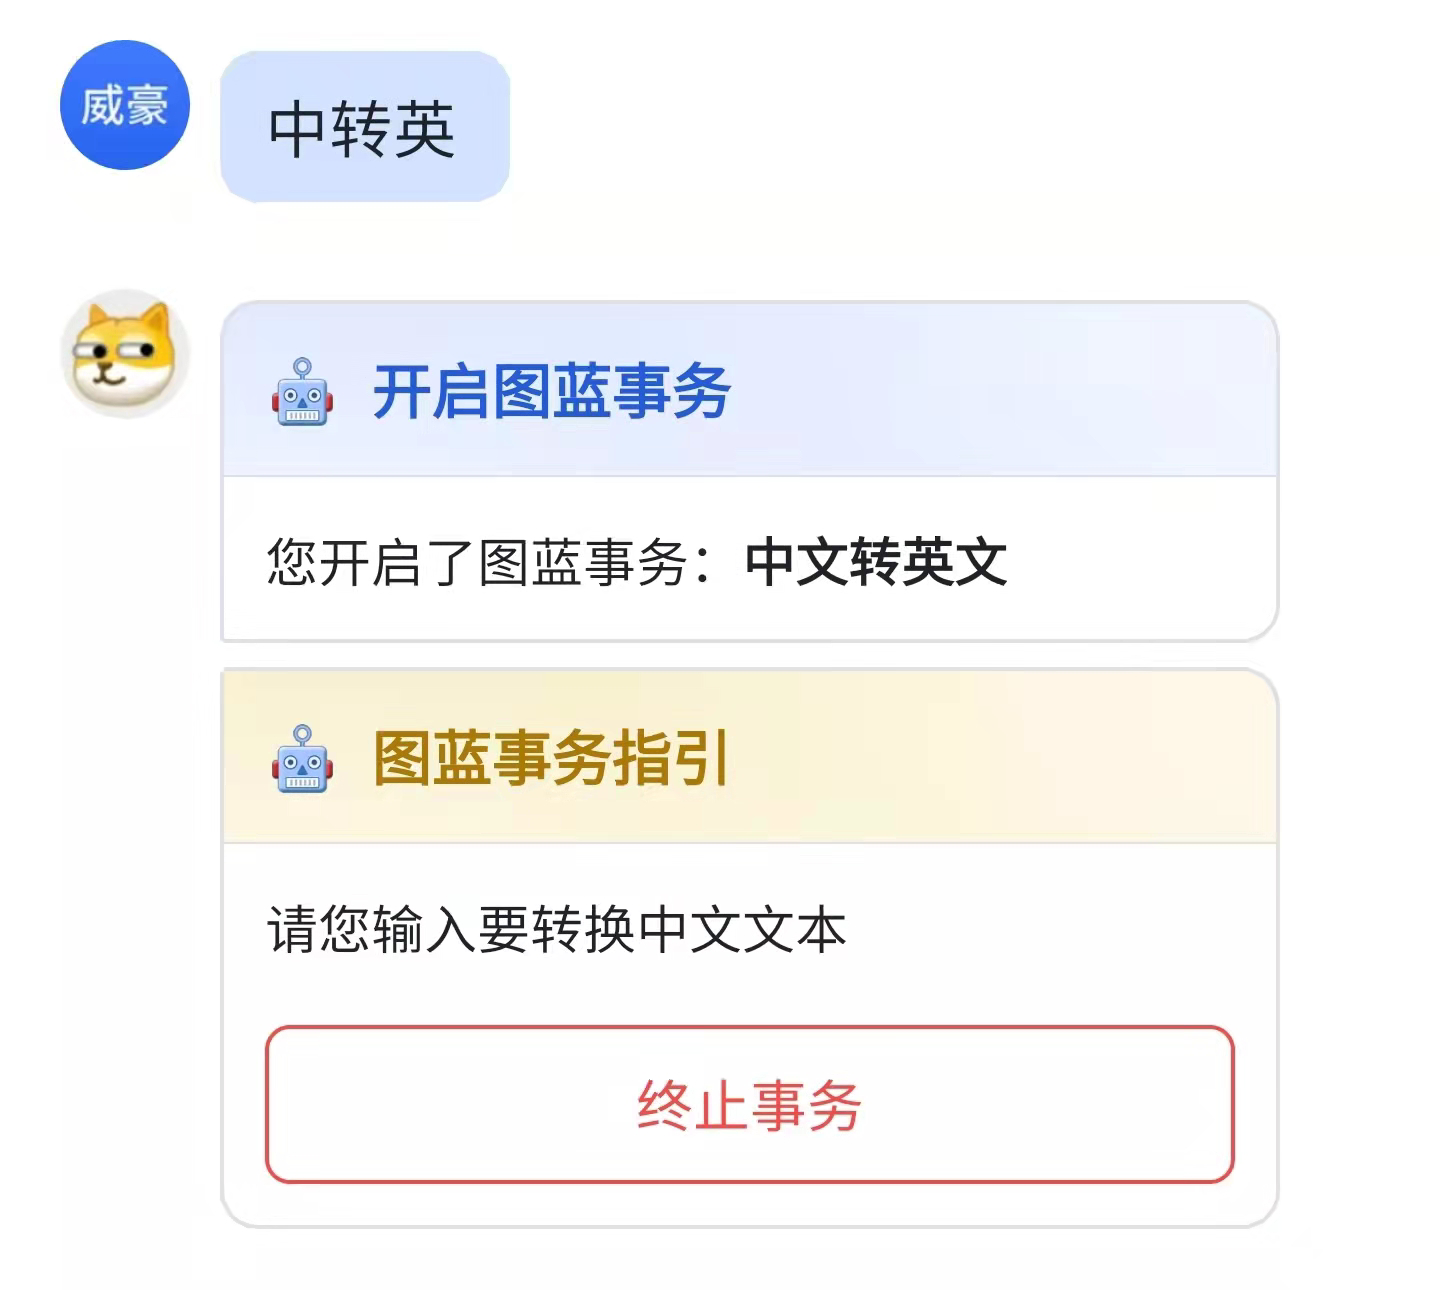 威豪
中转英
开启图蓝事务
您开启了图蓝事务：中文转英文
图蓝事务指引
请您输入要转换中文文本
终止事务